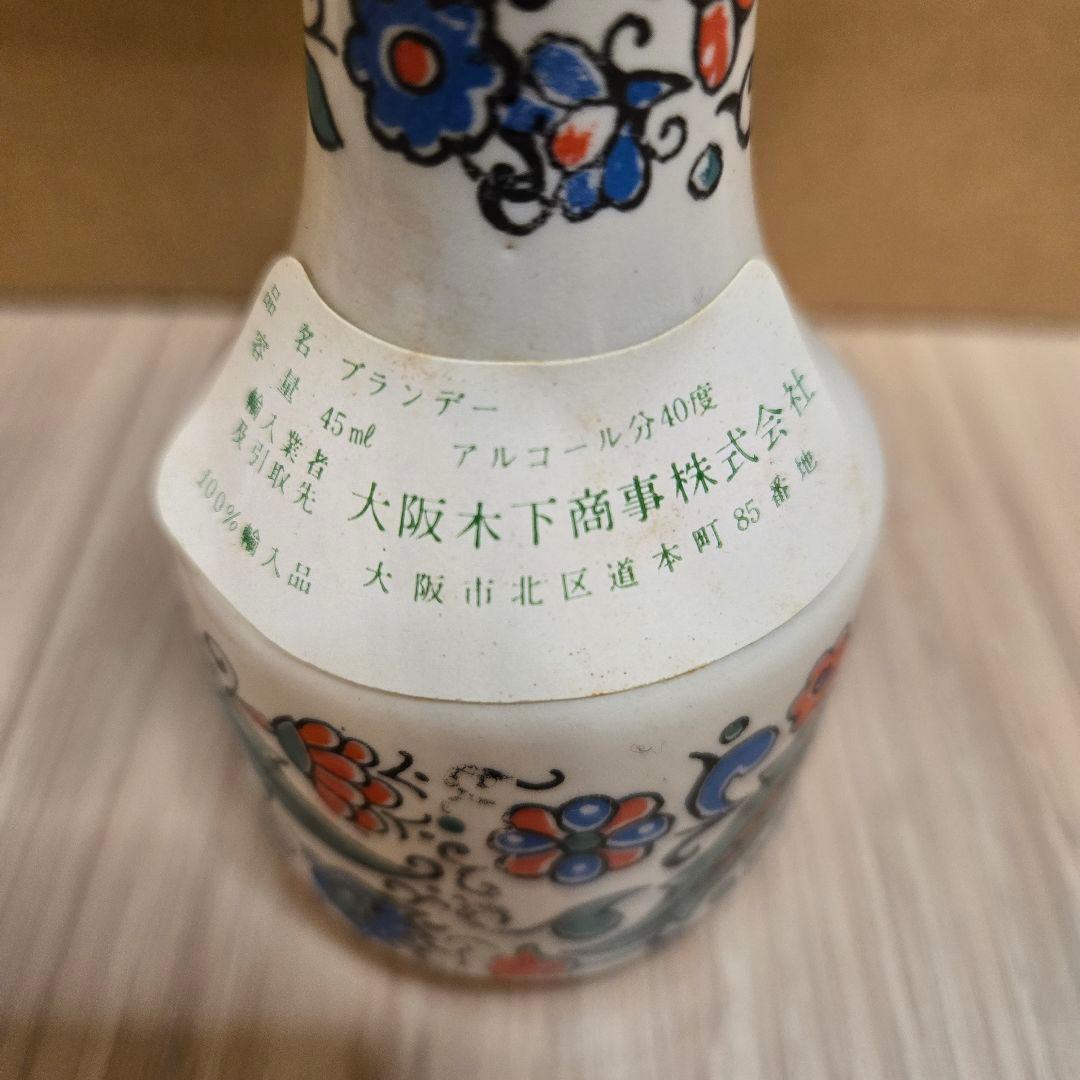 品名 ブランデー
容量 45ml アルコール分40度
輸入業者及引取先 大阪木下商事株式会社
100%輸入品 大阪市北区道本町85番地